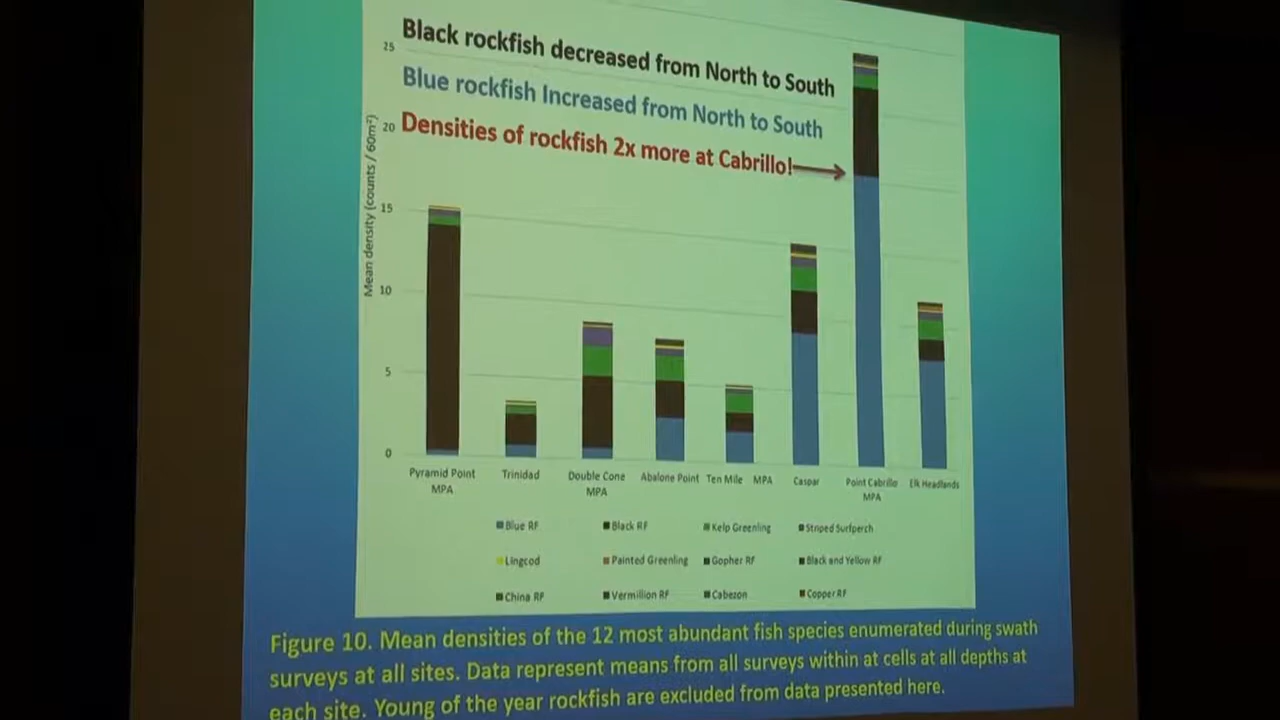 Black rockfish decreased from North to South
Blue rockfish Increased from North to South
Densities of rockfish 2x more at Cabrillo!
Mean density (counts / 60m²)
25
20
15
10
5
0
Pyramid Point MPA
Trinidad
Double Cone MPA
Abalone Point
Ten Mile MPA
Caspar
Point Cabrillo MPA
Elk Headlands
Blue RF
Black RF
Kelp Greenling
Striped Surfperch
Lingcod
Painted Greenling
Gopher RF
Black and Yellow RF
China RF
Vermillion RF
Cabezon
Copper RF
Figure 10. Mean densities of the 12 most abundant fish species enumerated during swath
surveys at all sites. Data represent means from all surveys within at cells at all depths at
each site. Young of the year rockfish are excluded from data presented here.